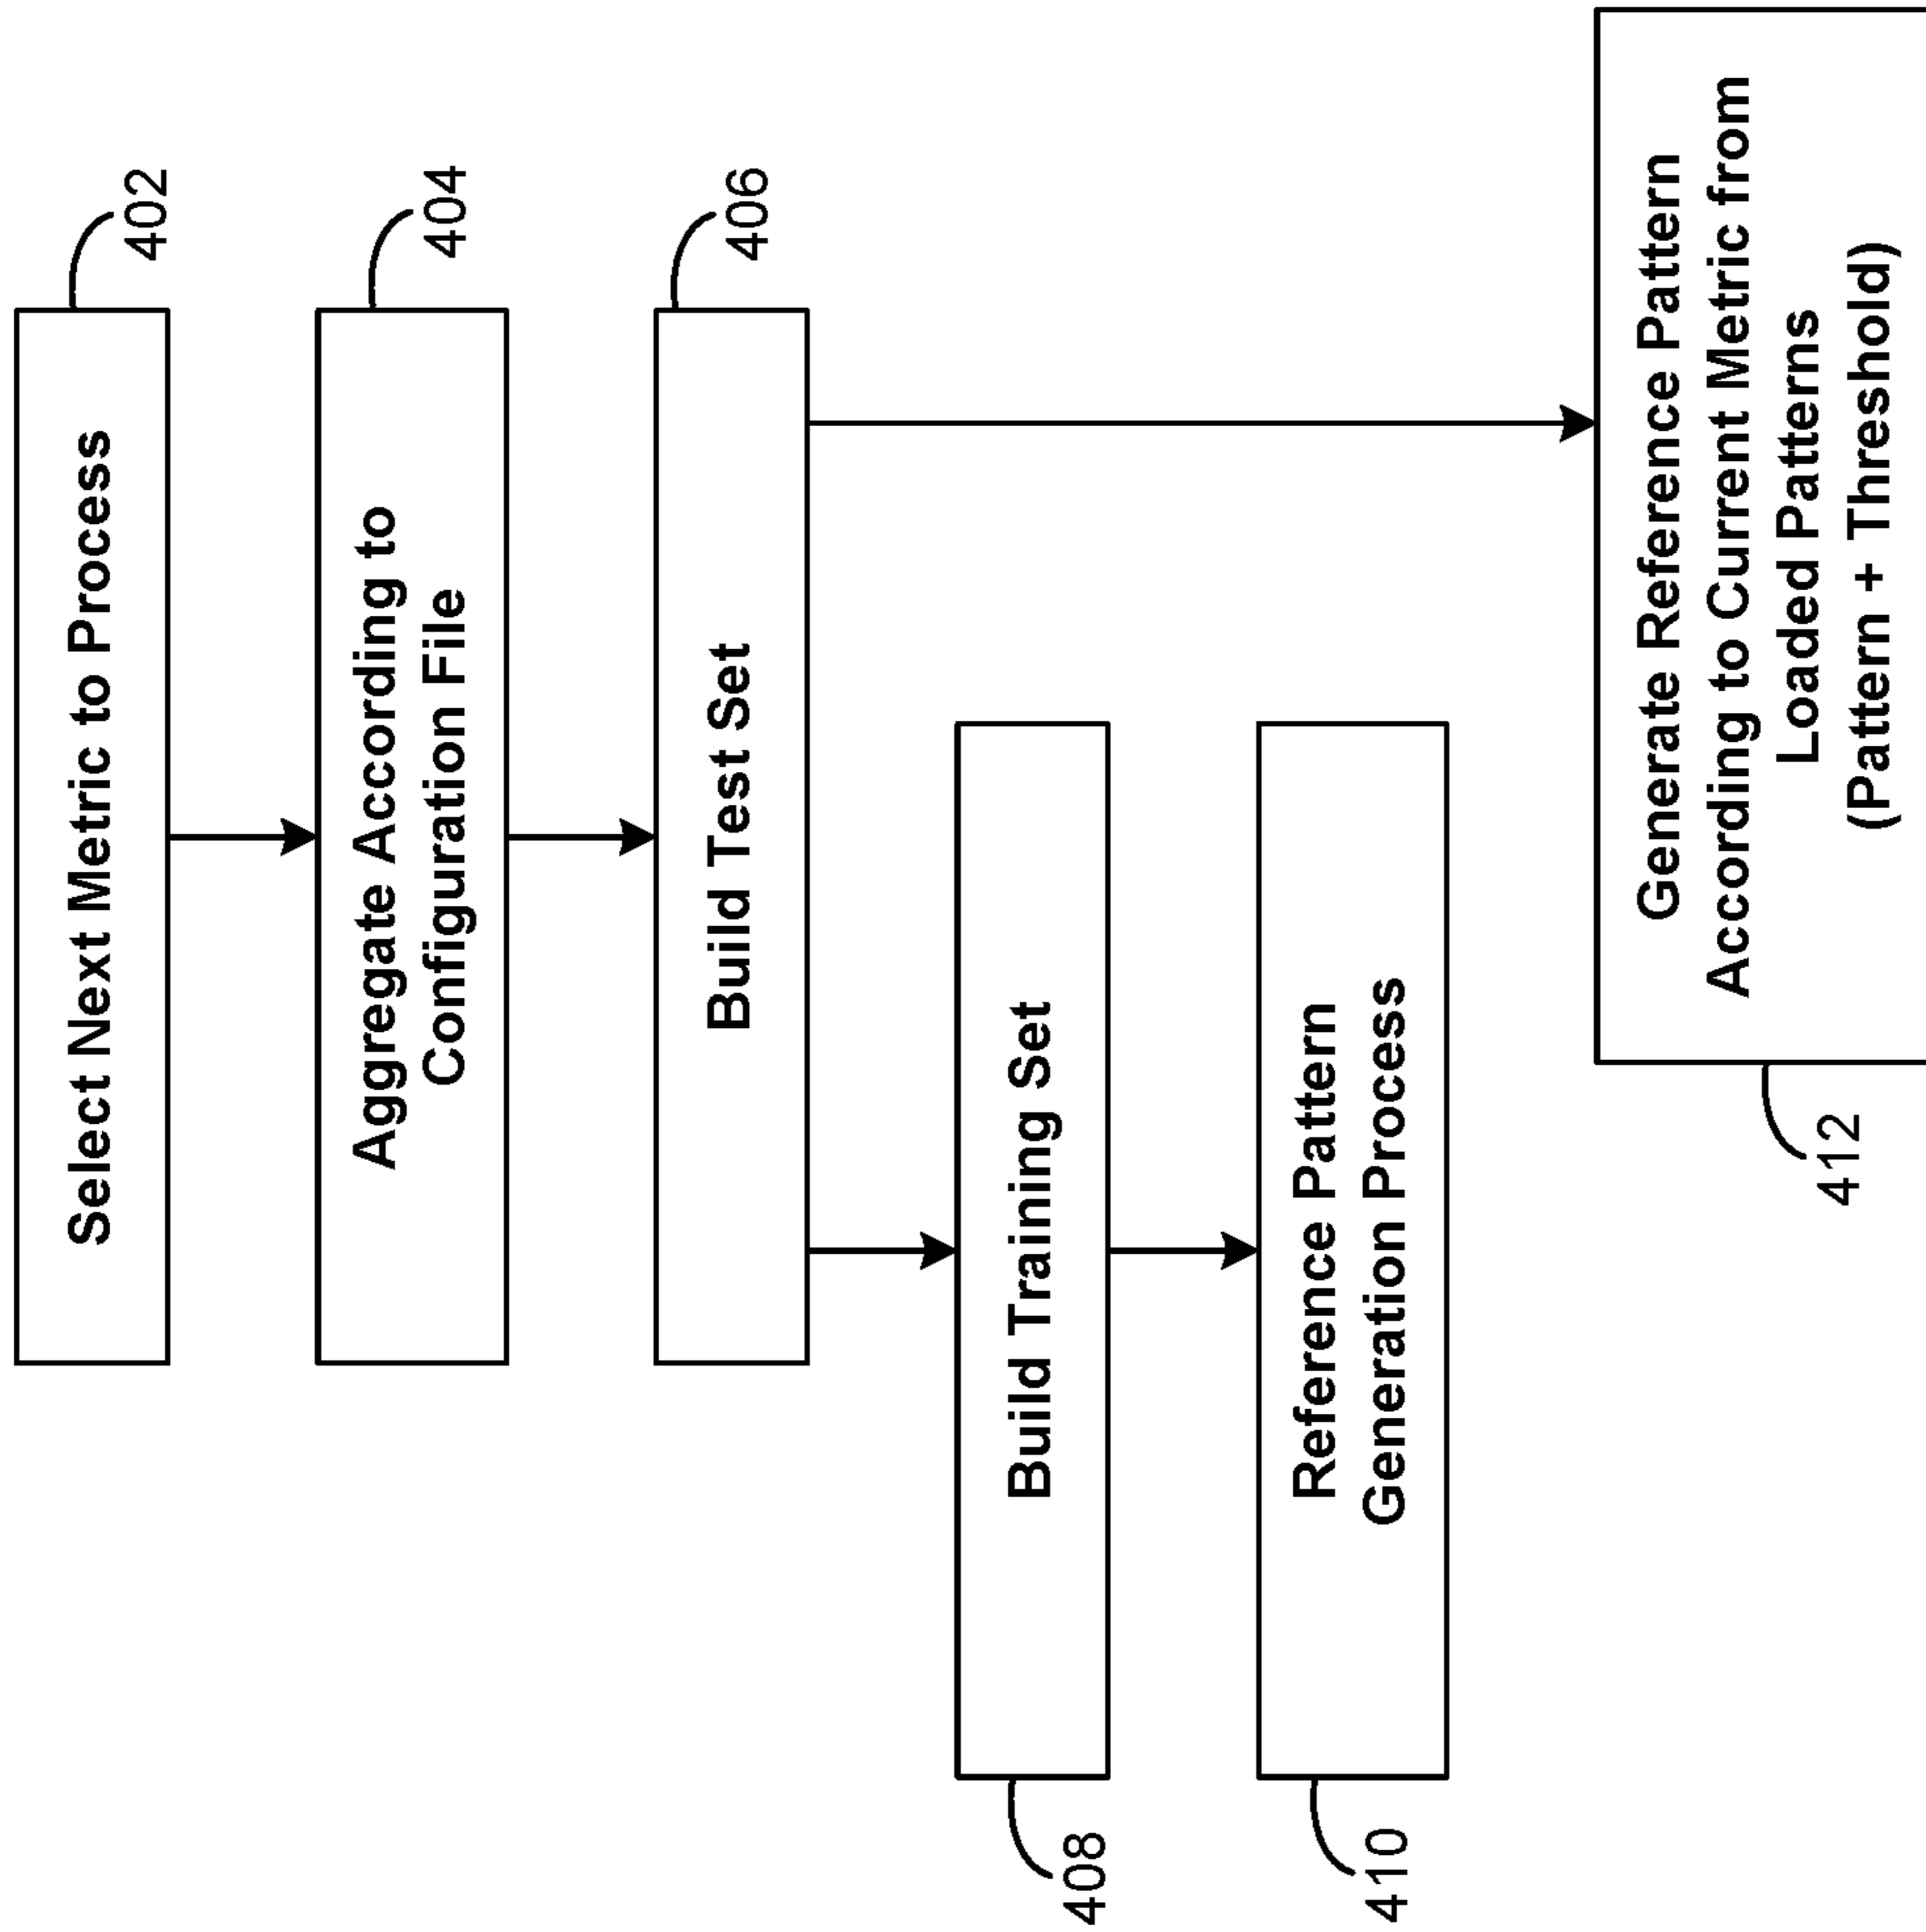 Select Next Metric to Process
402
Aggregate According to
Configuration File
404
Build Test Set
406
Build Training Set
408
Reference Pattern
Generation Process
410
Generate Reference Pattern
According to Current Metric from
Loaded Patterns
(Pattern + Threshold)
412